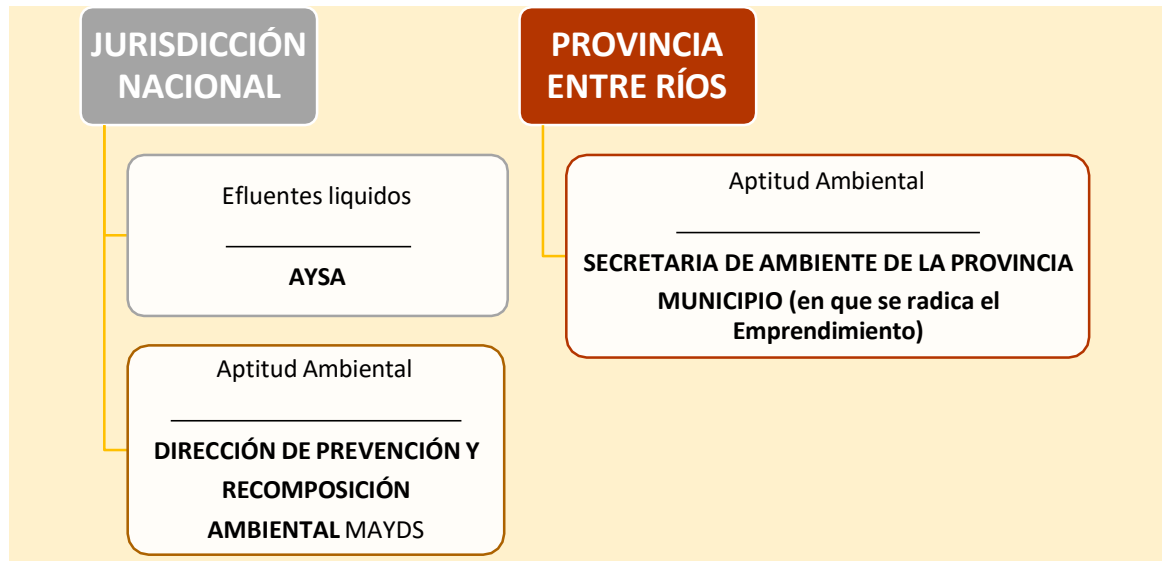 JURISDICCIÓN
NACIONAL
Efluentes liquidos
AYSA
Aptitud Ambiental
DIRECCIÓN DE PREVENCIÓN Y
RECOMPOSICIÓN
AMBIENTAL MAYDS
PROVINCIA
ENTRE RÍOS
Aptitud Ambiental
SECRETARIA DE AMBIENTE DE LA PROVINCIA
MUNICIPIO (en que se radica el
Emprendimiento)